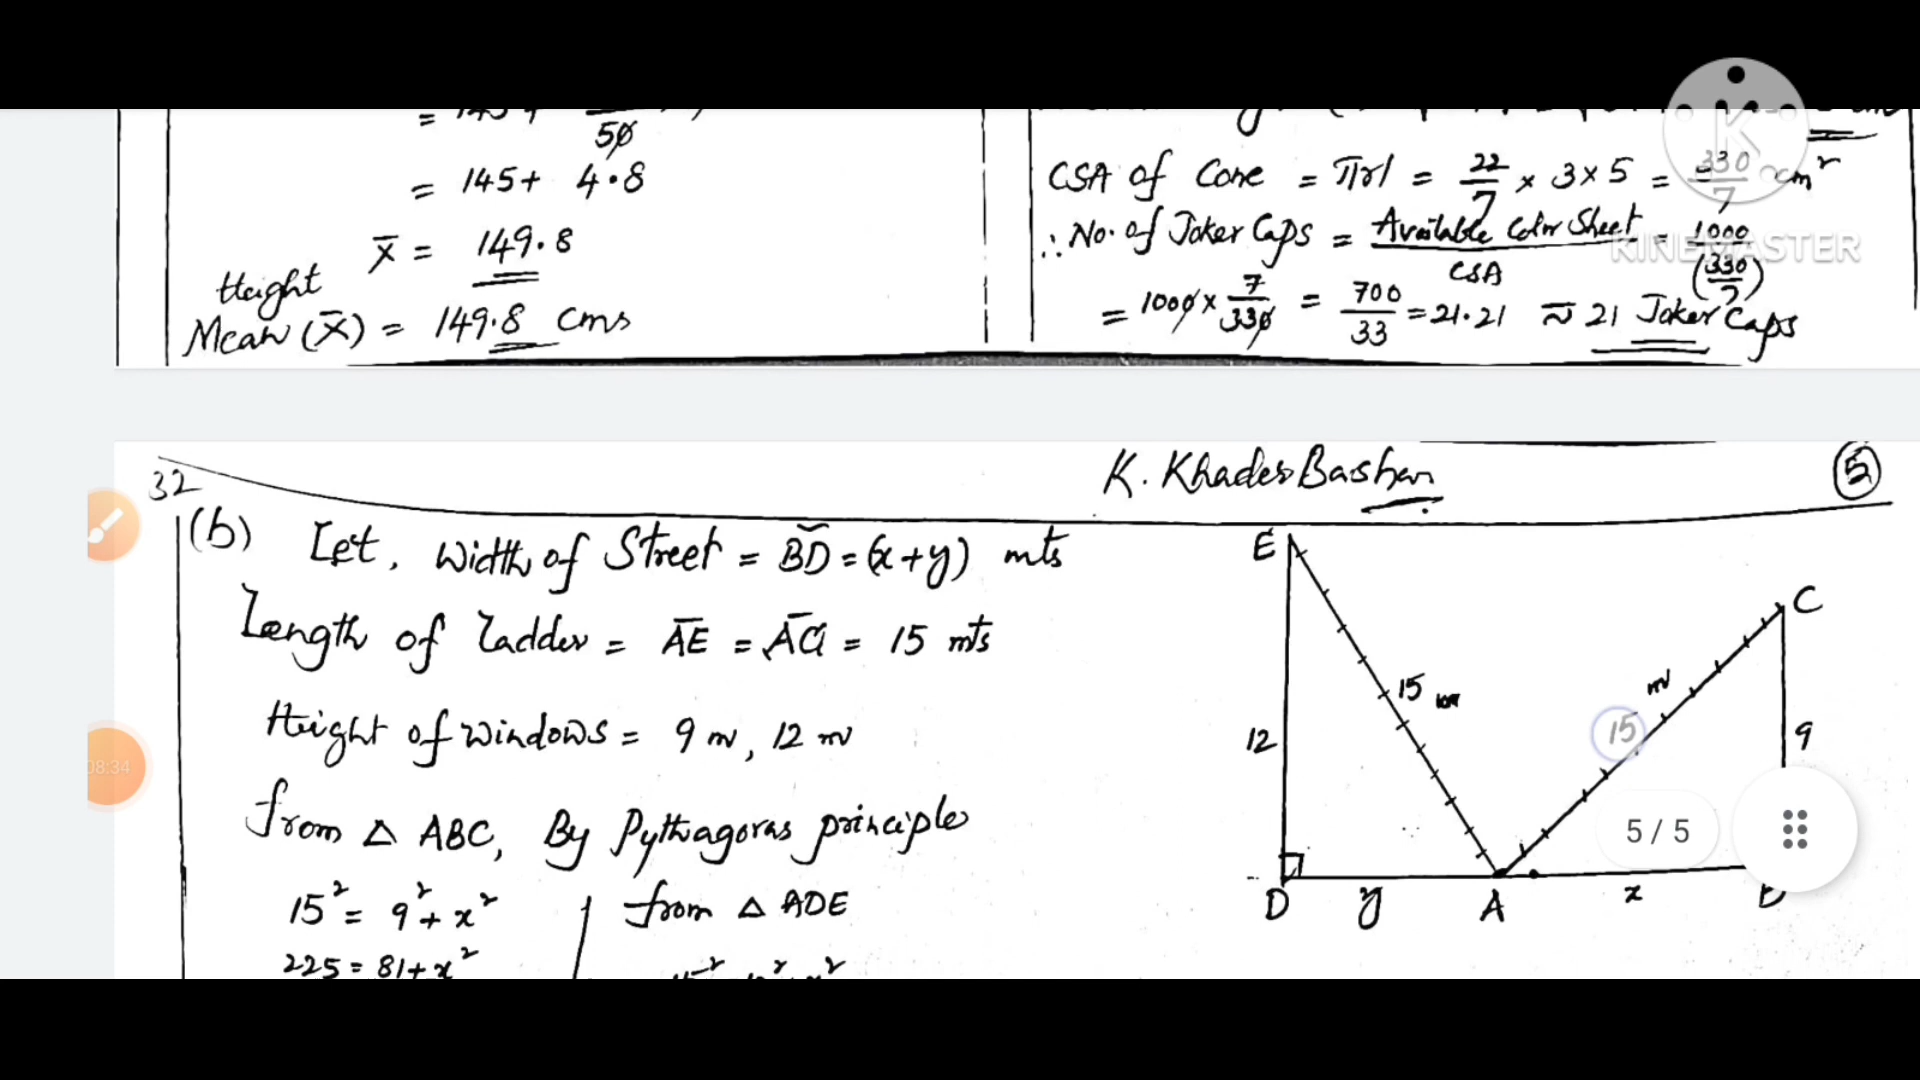 50
= 145 + 4.8
x̄ = 149.8
Height
Mean (x̄) = 149.8 cms
CSA of Cone = πrl = 22/7 × 3 × 5 = 330/7 cm²
∴ No. of Joker Caps = Available Color Sheet / CSA = 1000 / (330/7)
= 1000 × 7/330 = 700/33 = 21.21 ≈ 21 Joker Caps
KINEMASTER
K. Khader Bashan
5
32
(b) Let, width of Street = BD = (x+y) mts
Length of ladder = AE = AC = 15 mts
Height of windows = 9 m, 12 m
from △ ABC, By Pythagoras principle
15² = 9² + x²
225 = 81 + x²
from △ ADE
E
C
15
15
m
12
9
D
y
A
x
B
08:34
5 / 5